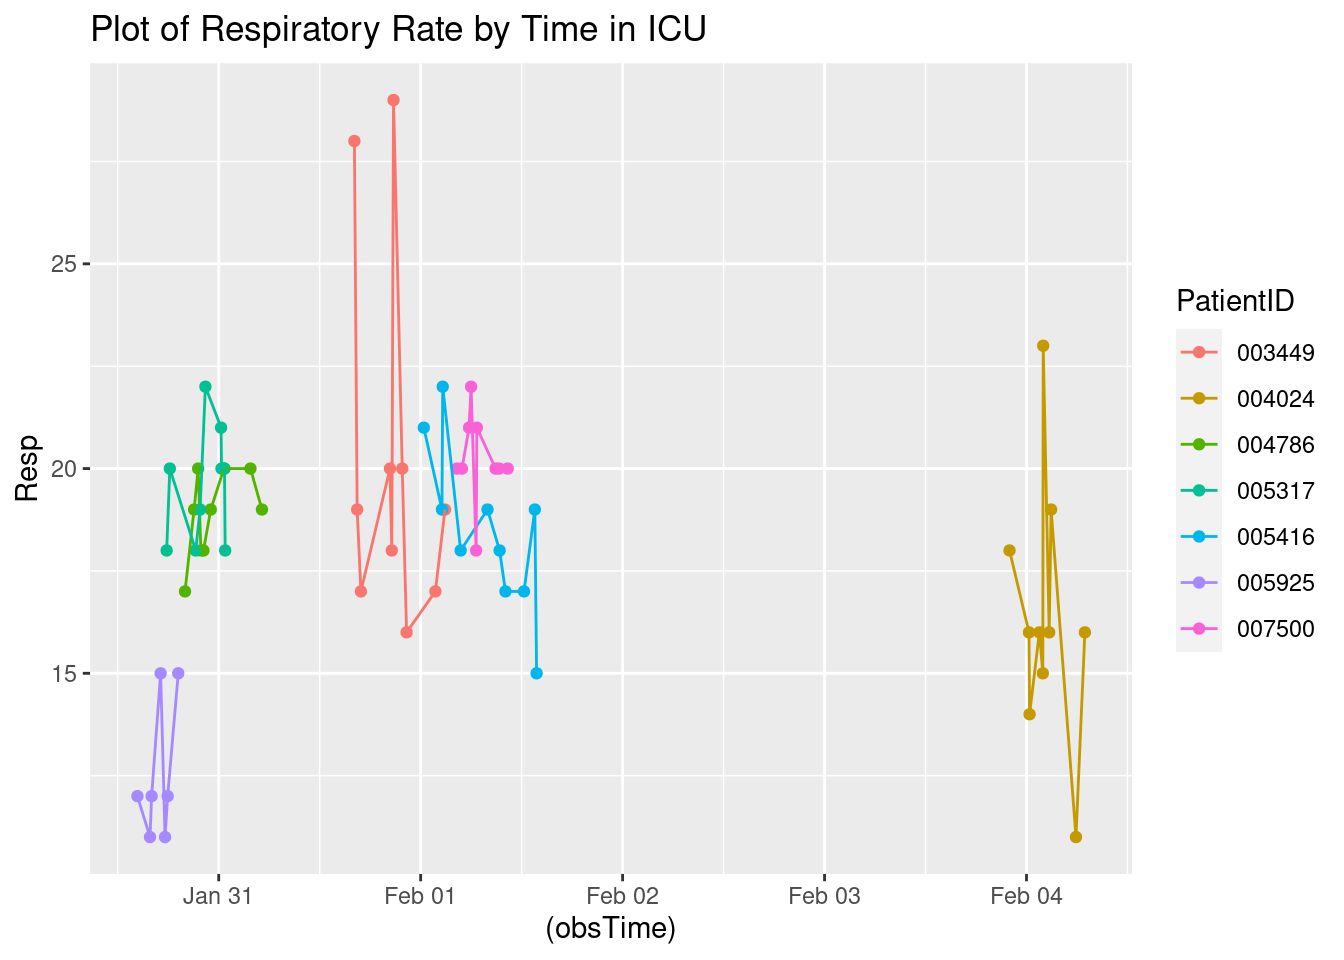 Plot of Respiratory Rate by Time in ICU
25
20
15
Resp
Jan 31
Feb 01
Feb 02
Feb 03
Feb 04
(obsTime)
PatientID
003449
004024
004786
005317
005416
005925
007500